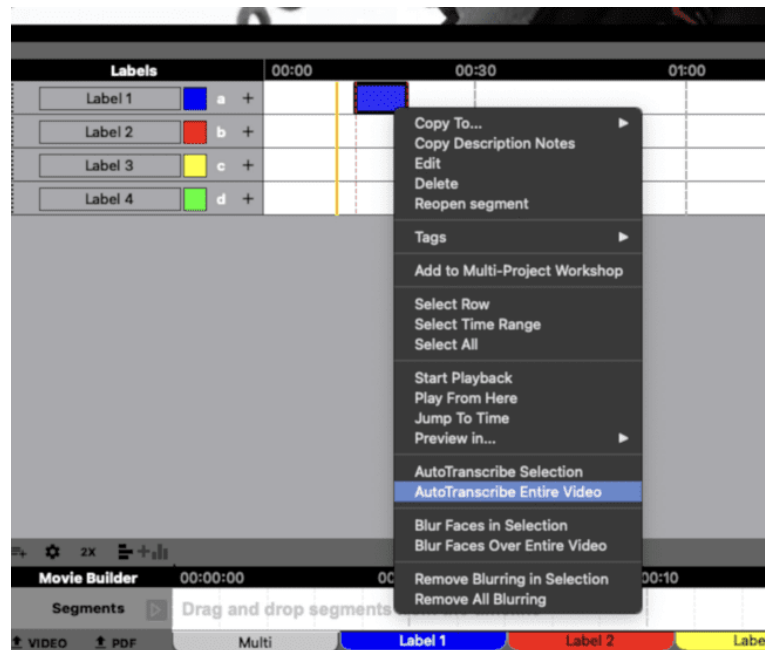 Labels 00:00 00:30 01:00
Label 1 a +
Label 2 b +
Label 3 c +
Label 4 d +
Copy To...
Copy Description Notes
Edit
Delete
Reopen segment
Tags
Add to Multi-Project Workshop
Select Row
Select Time Range
Select All
Start Playback
Play From Here
Jump To Time
Preview in...
AutoTranscribe Selection
AutoTranscribe Entire Video
Blur Faces in Selection
Blur Faces Over Entire Video
Remove Blurring in Selection
Remove All Blurring
2X
Movie Builder 00:00:00 00:10
Segments Drag and drop segments
VIDEO PDF Multi Label 1 Label 2